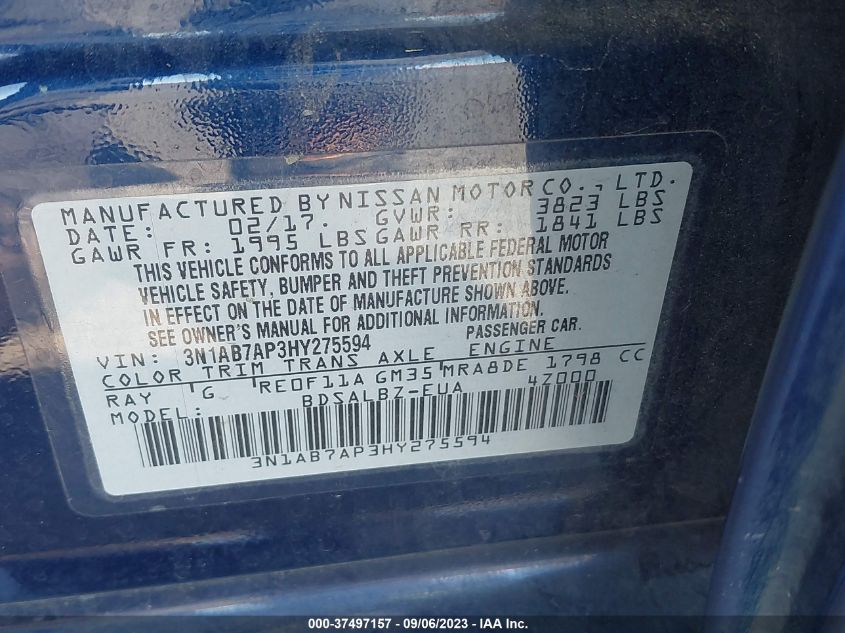 MANUFACTURED BY NISSAN MOTOR CO., LTD.
DATE: 02/17. GVWR: 3823 LBS
GAWR FR: 1995 LBS GAWR RR: 1841 LBS
THIS VEHICLE CONFORMS TO ALL APPLICABLE FEDERAL MOTOR
VEHICLE SAFETY, BUMPER AND THEFT PREVENTION STANDARDS
IN EFFECT ON THE DATE OF MANUFACTURE SHOWN ABOVE.
SEE OWNER'S MANUAL FOR ADDITIONAL INFORMATION.
VIN: 3N1AB7AP3HY275594 PASSENGER CAR.
COLOR TRIM TRANS AXLE ENGINE
RAY G RE0F11A GM35 MRA8DE 1798 CC
MODEL: BDSALBZ-EUA 4Z000
3N1AB7AP3HY275594
000-37497157 - 09/06/2023 - IAA Inc.